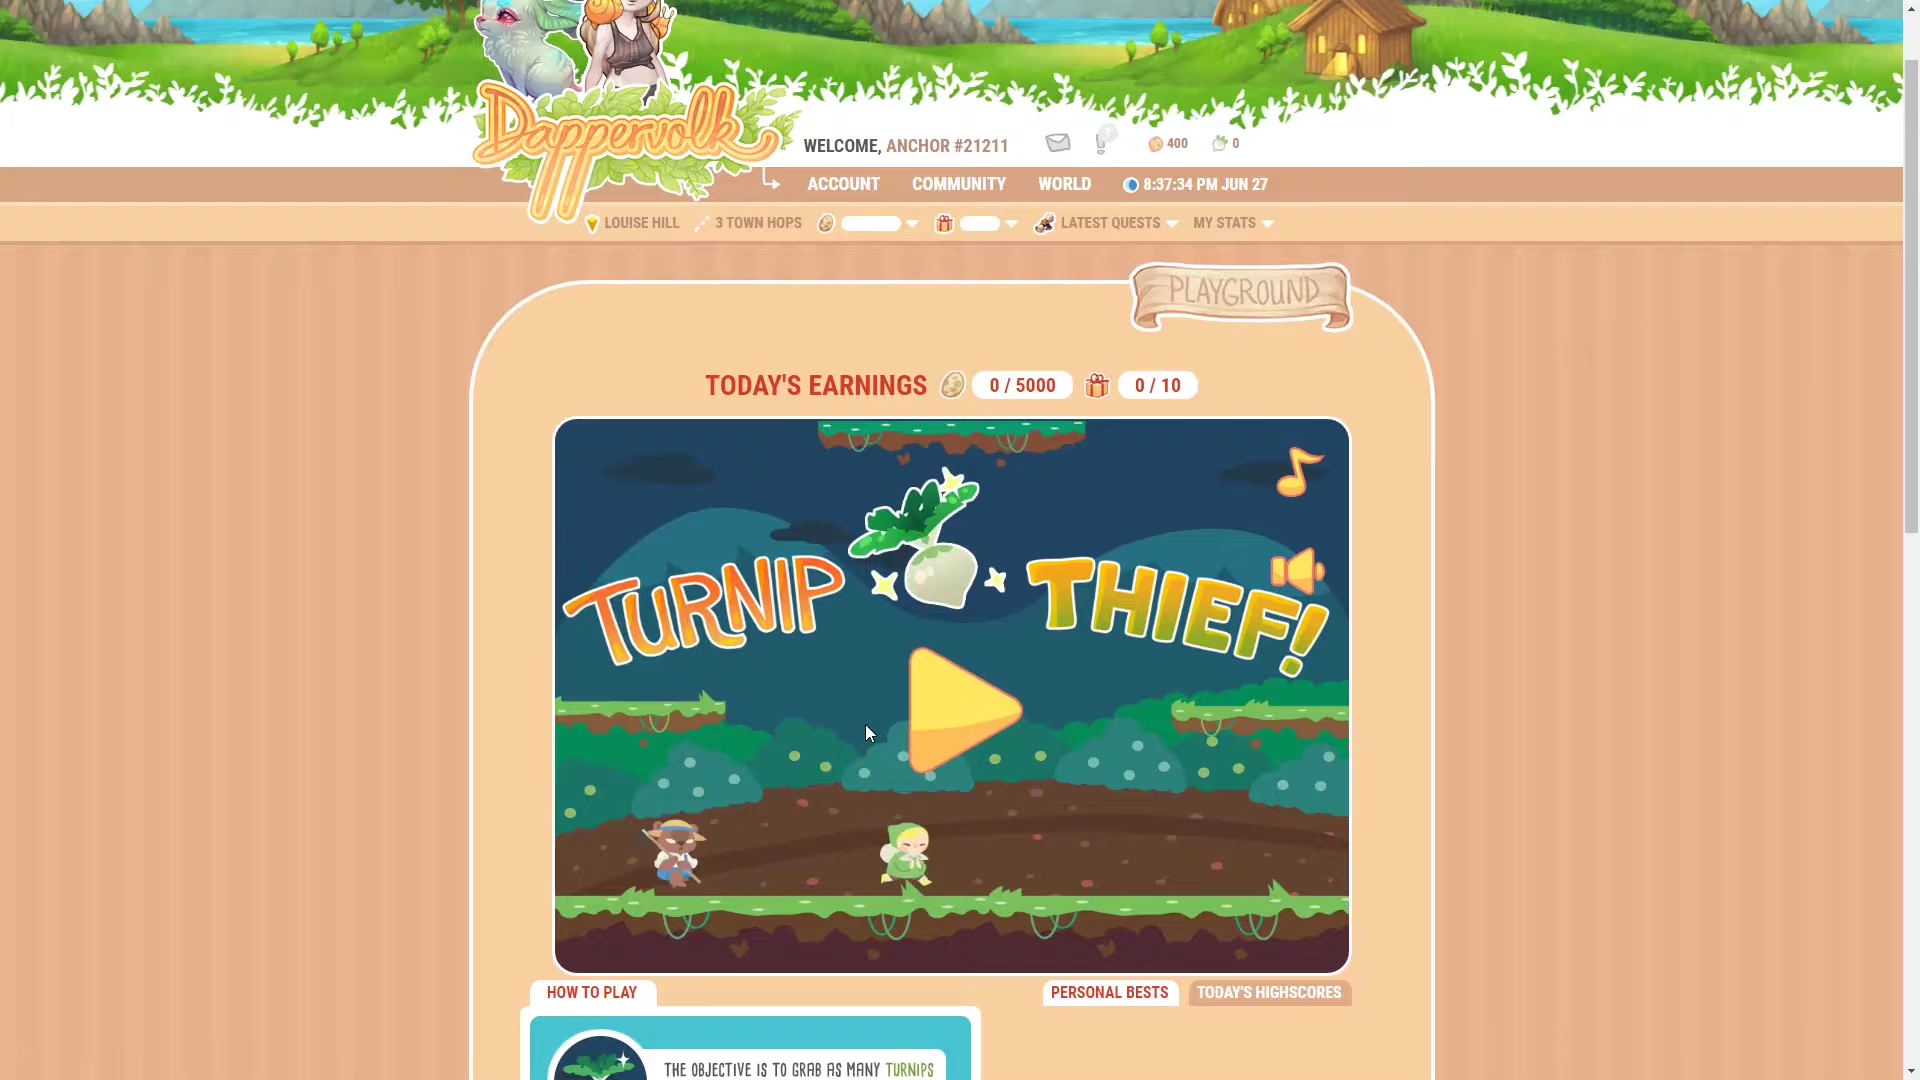 Dappervolk
WELCOME, ANCHOR #21211
400
0
ACCOUNT
COMMUNITY
WORLD
8:37:34 PM JUN 27
LOUISE HILL
3 TOWN HOPS
LATEST QUESTS
MY STATS
PLAYGROUND
TODAY'S EARNINGS
0 / 5000
0 / 10
TURNIP THIEF!
HOW TO PLAY
PERSONAL BESTS
TODAY'S HIGHSCORES
THE OBJECTIVE IS TO GRAB AS MANY TURNIPS